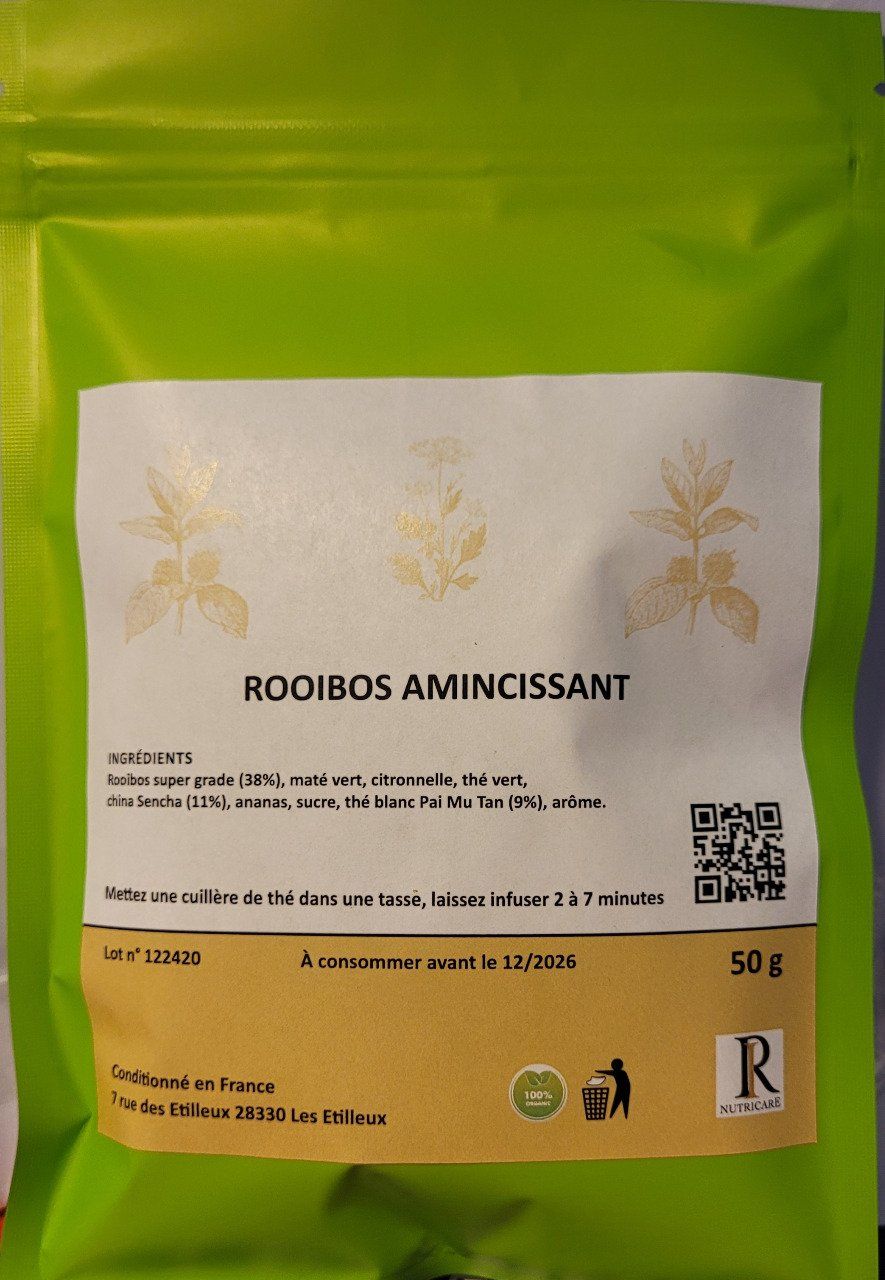 ROOIBOS AMINCISSANT
INGRÉDIENTS
Rooibos super grade (38%), maté vert, citronnelle, thé vert,
china Sencha (11%), ananas, sucre, thé blanc Pai Mu Tan (9%), arôme.
Mettez une cuillère de thé dans une tasse, laissez infuser 2 à 7 minutes
Lot n° 122420 À consommer avant le 12/2026 50 g
Conditionné en France
7 rue des Etilleux 28330 Les Etilleux
100%
ORGANIC
NUTRICARE